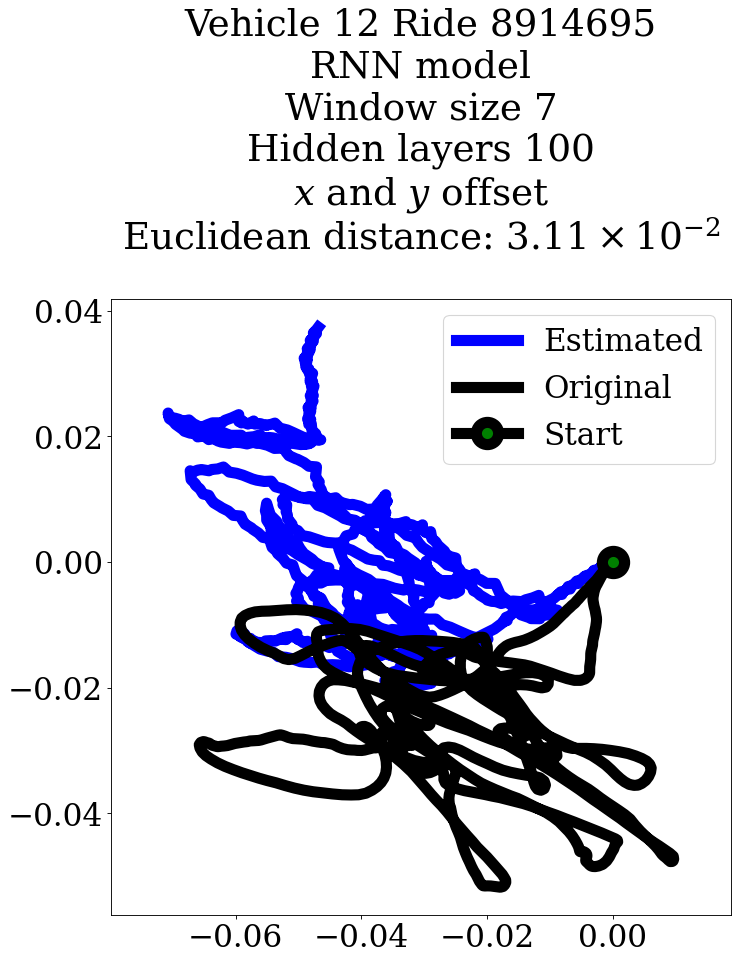 Vehicle 12 Ride 8914695
RNN model
Window size 7
Hidden layers 100
x and y offset
Euclidean distance: 3.11 × 10⁻²
Estimated
Original
Start
0.04
0.02
0.00
−0.02
−0.04
−0.06
−0.04
−0.02
0.00